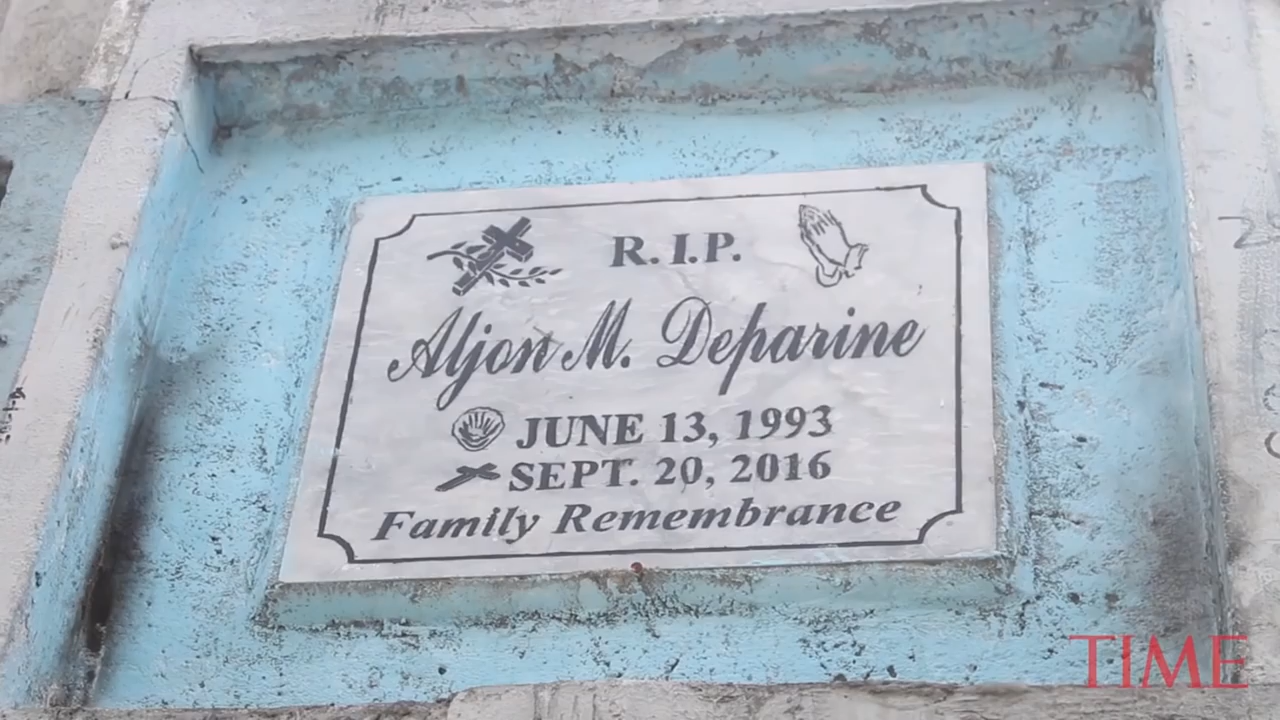 R.I.P.
Aljon M. Deparine
JUNE 13, 1993
SEPT. 20, 2016
Family Remembrance
TIME